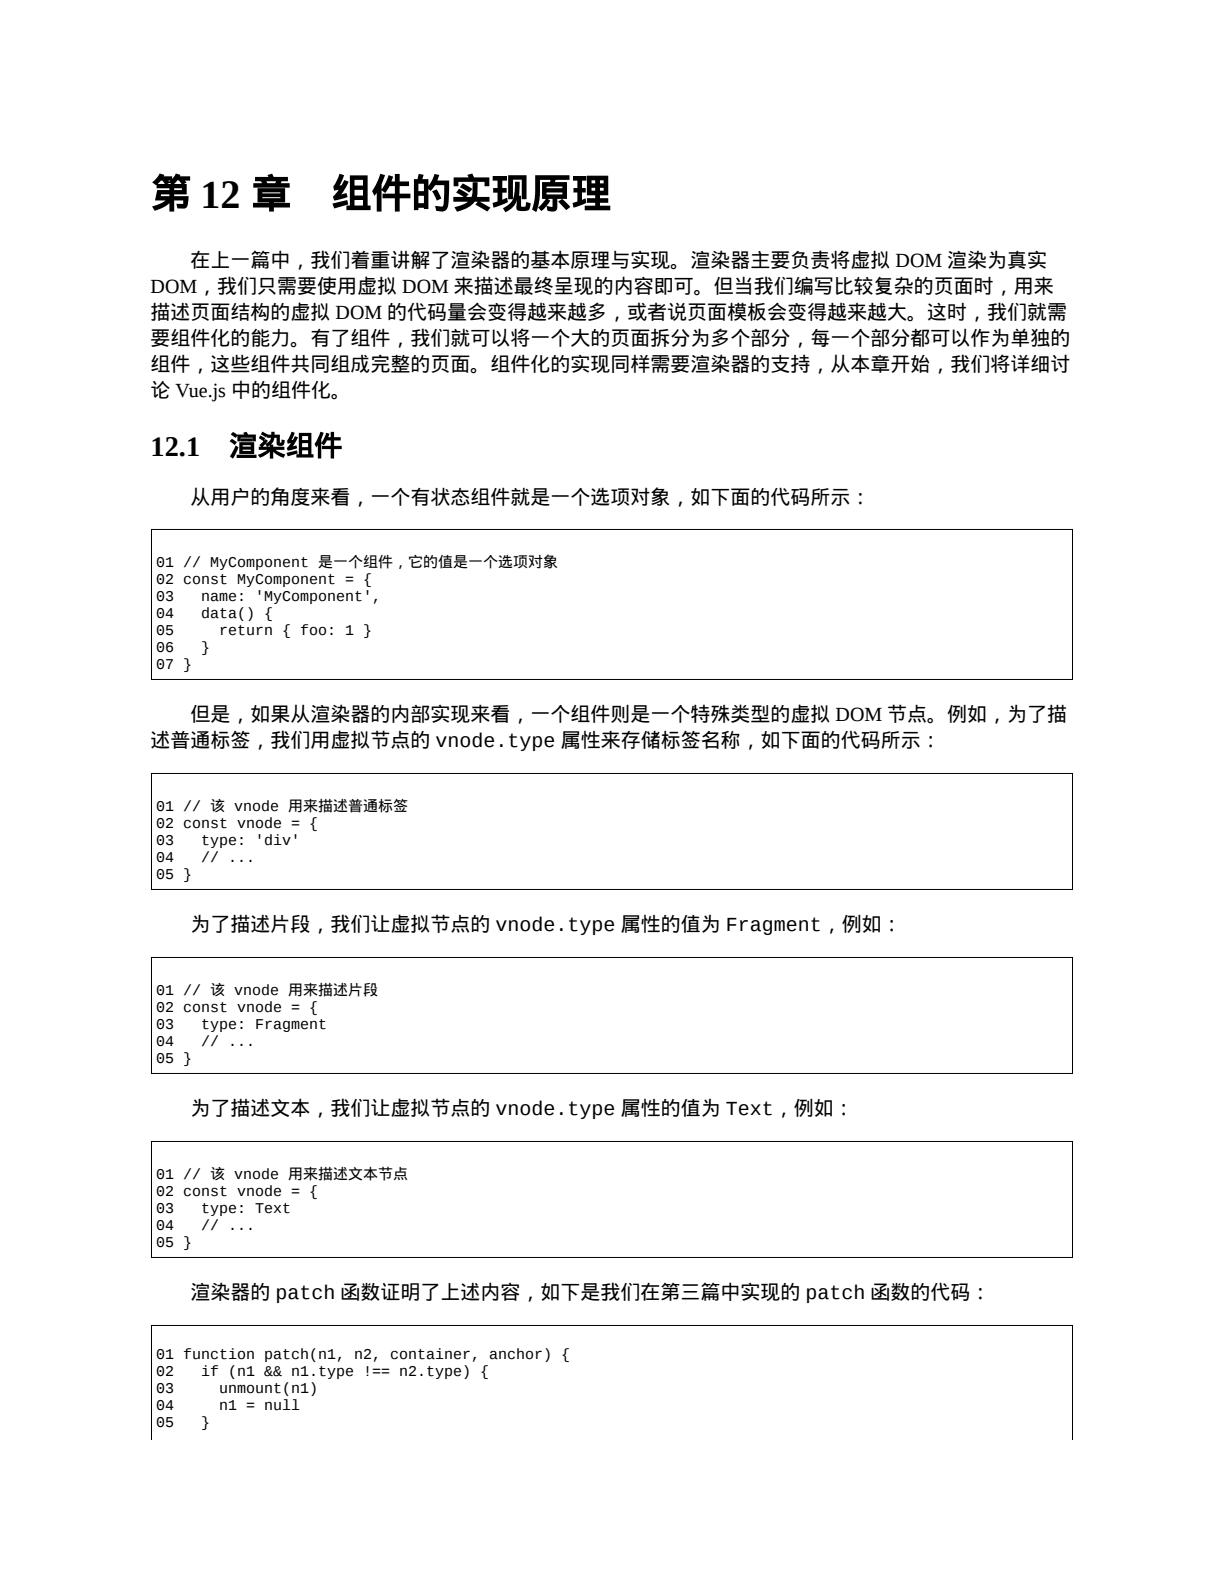 第 12 章　组件的实现原理
在上一篇中，我们着重讲解了渲染器的基本原理与实现。渲染器主要负责将虚拟 DOM 渲染为真实
DOM，我们只需要使用虚拟 DOM 来描述最终呈现的内容即可。但当我们编写比较复杂的页面时，用来
描述页面结构的虚拟 DOM 的代码量会变得越来越多，或者说页面模板会变得越来越大。这时，我们就需
要组件化的能力。有了组件，我们就可以将一个大的页面拆分为多个部分，每一个部分都可以作为单独的
组件，这些组件共同组成完整的页面。组件化的实现同样需要渲染器的支持，从本章开始，我们将详细讨
论 Vue.js 中的组件化。
12.1　渲染组件
从用户的角度来看，一个有状态组件就是一个选项对象，如下面的代码所示：
01 // MyComponent 是一个组件，它的值是一个选项对象
02 const MyComponent = {
03   name: 'MyComponent',
04   data() {
05     return { foo: 1 }
06   }
07 }
但是，如果从渲染器的内部实现来看，一个组件则是一个特殊类型的虚拟 DOM 节点。例如，为了描
述普通标签，我们用虚拟节点的 vnode.type 属性来存储标签名称，如下面的代码所示：
01 // 该 vnode 用来描述普通标签
02 const vnode = {
03   type: 'div'
04   // ...
05 }
为了描述片段，我们让虚拟节点的 vnode.type 属性的值为 Fragment，例如：
01 // 该 vnode 用来描述片段
02 const vnode = {
03   type: Fragment
04   // ...
05 }
为了描述文本，我们让虚拟节点的 vnode.type 属性的值为 Text，例如：
01 // 该 vnode 用来描述文本节点
02 const vnode = {
03   type: Text
04   // ...
05 }
渲染器的 patch 函数证明了上述内容，如下是我们在第三篇中实现的 patch 函数的代码：
01 function patch(n1, n2, container, anchor) {
02   if (n1 && n1.type !== n2.type) {
03     unmount(n1)
04     n1 = null
05   }